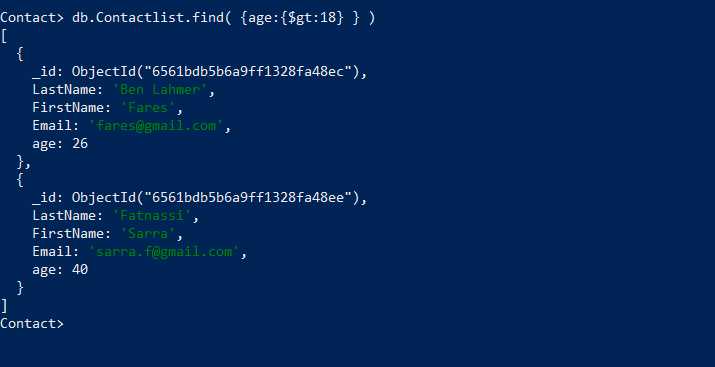 Contact> db.Contactlist.find( {age:{$gt:18} } )
[
  {
    _id: ObjectId("6561bdb5b6a9ff1328fa48ec"),
    LastName: 'Ben Lahmer',
    FirstName: 'Fares',
    Email: 'fares@gmail.com',
    age: 26
  },
  {
    _id: ObjectId("6561bdb5b6a9ff1328fa48ee"),
    LastName: 'Fatnassi',
    FirstName: 'Sarra',
    Email: 'sarra.f@gmail.com',
    age: 40
  }
]
Contact>